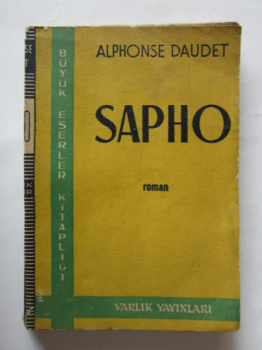 ALPHONSE DAUDET
SAPHO
roman
BÜYÜK ESERLER KİTAPLIĞI
VARLIK YAYINLARI